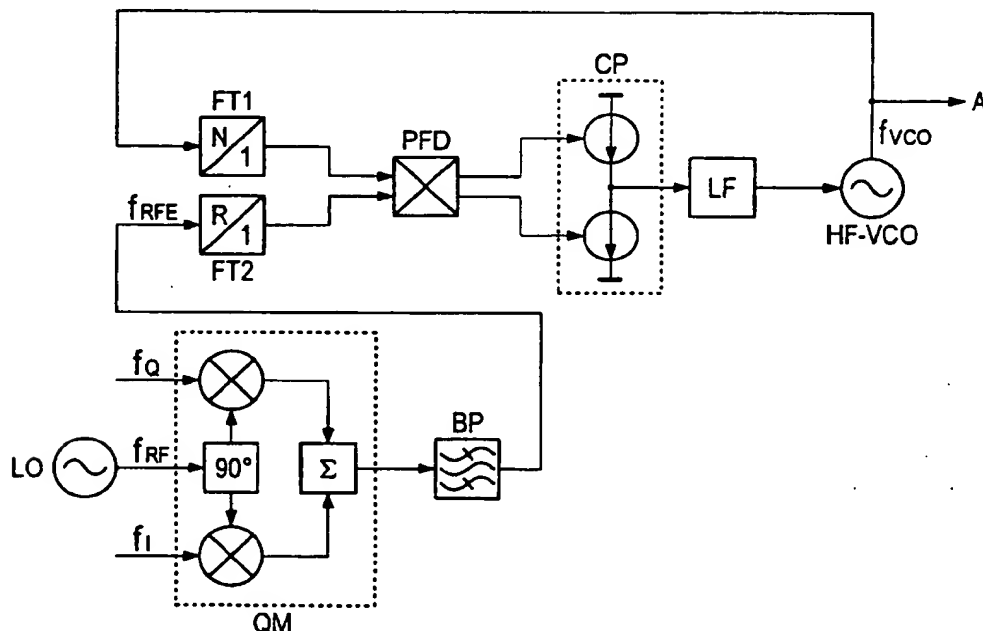 CP
A
FT1
N/1
PFD
fVCO
LF
HF-VCO
fRFE
R/1
FT2
fQ
BP
LO
fRF
90°
Σ
fI
QM